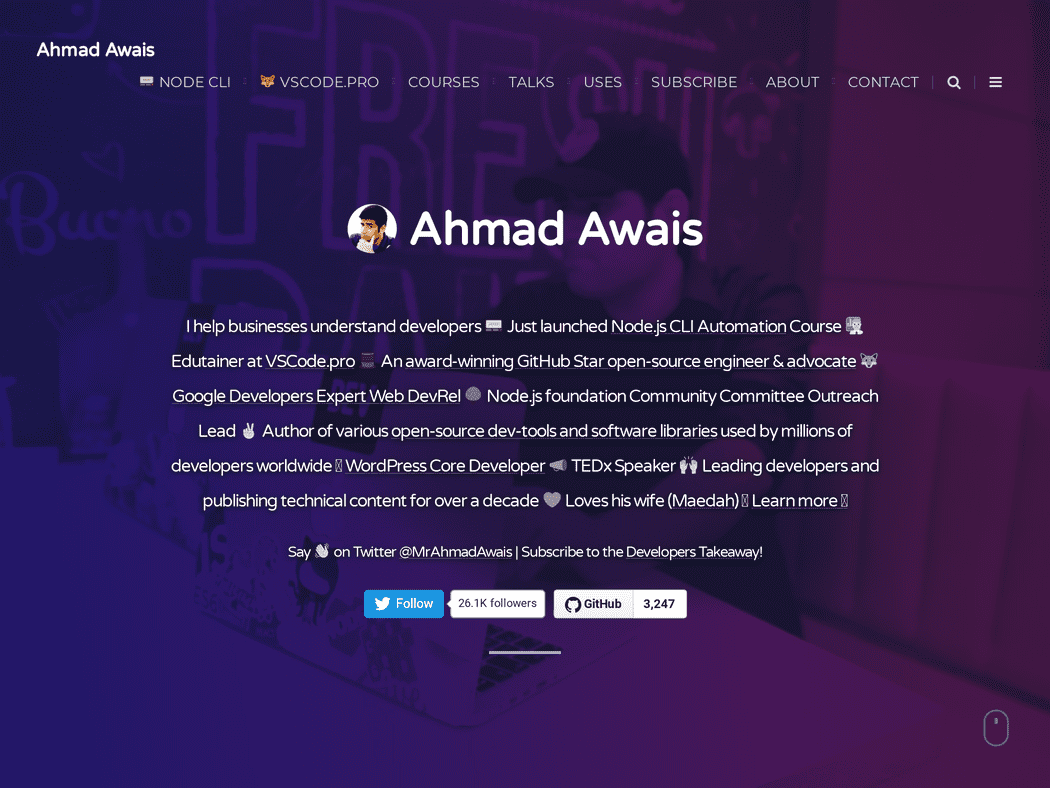 Ahmad Awais
NODE CLI VSCODE.PRO COURSES TALKS USES SUBSCRIBE ABOUT CONTACT
FRESH
Bueno
Ahmad Awais
I help businesses understand developers Just launched Node.js CLI Automation Course
Edutainer at VSCode.pro An award-winning GitHub Star open-source engineer & advocate
Google Developers Expert Web DevRel Node.js foundation Community Committee Outreach
Lead ✌ Author of various open-source dev-tools and software libraries used by millions of
developers worldwide WordPress Core Developer TEDx Speaker Leading developers and
publishing technical content for over a decade Loves his wife (Maedah) Learn more
Say 👋 on Twitter @MrAhmadAwais | Subscribe to the Developers Takeaway!
Follow 26.1K followers GitHub 3,247